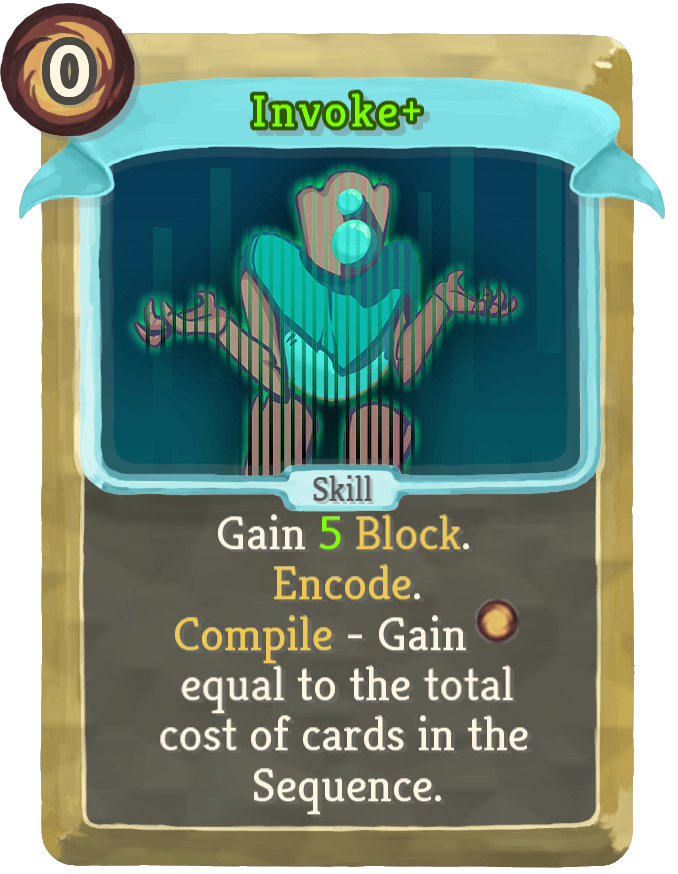 0
Invoke+
Skill
Gain 5 Block.
Encode.
Compile - Gain
equal to the total
cost of cards in the
Sequence.